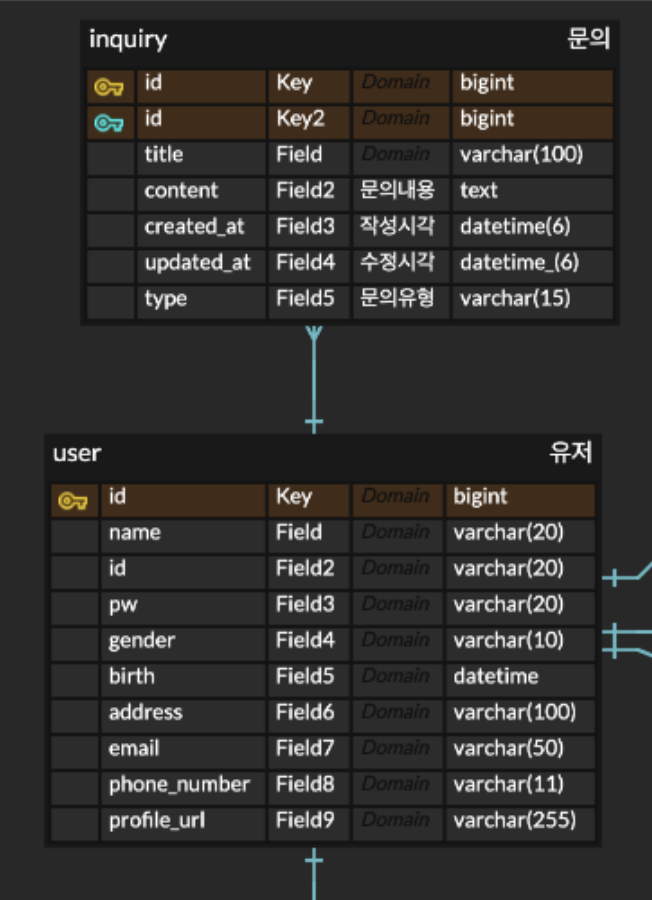 inquiry 문의
id Key Domain bigint
id Key2 Domain bigint
title Field Domain varchar(100)
content Field2 문의내용 text
created_at Field3 작성시각 datetime(6)
updated_at Field4 수정시각 datetime_(6)
type Field5 문의유형 varchar(15)
user 유저
id Key Domain bigint
name Field Domain varchar(20)
id Field2 Domain varchar(20)
pw Field3 Domain varchar(20)
gender Field4 Domain varchar(10)
birth Field5 Domain datetime
address Field6 Domain varchar(100)
email Field7 Domain varchar(50)
phone_number Field8 Domain varchar(11)
profile_url Field9 Domain varchar(255)